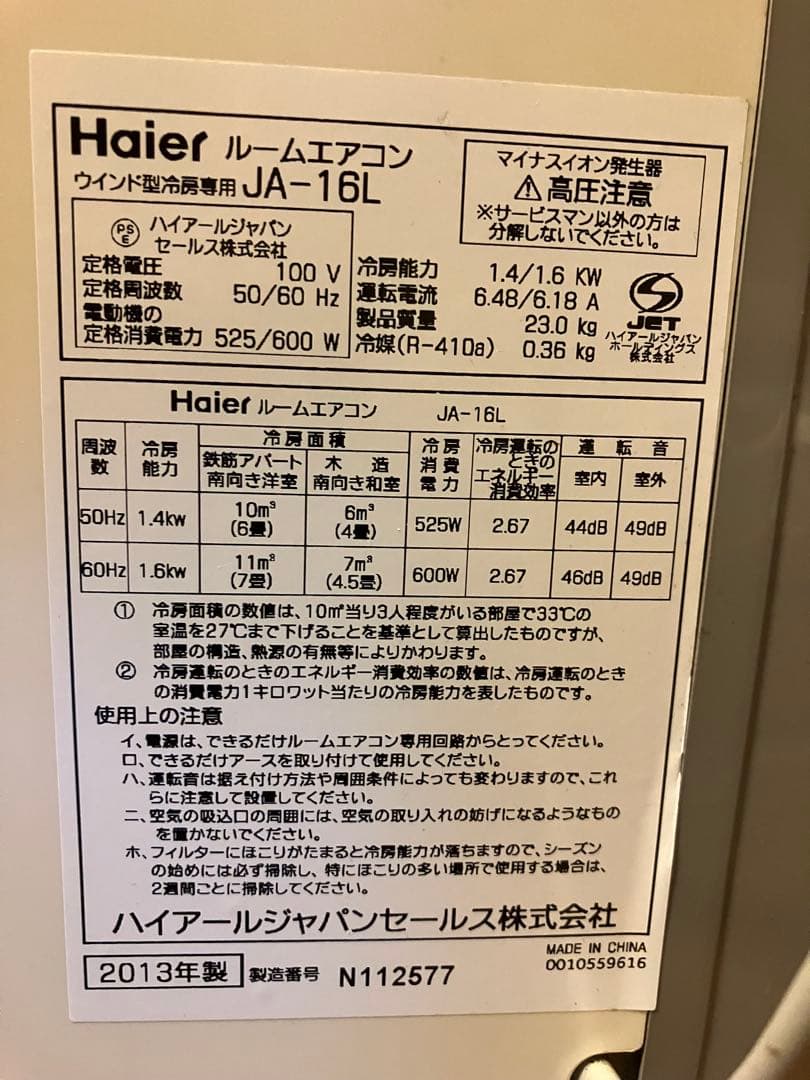 Haier ルームエアコン
ウインド型冷房専用 JA-16L
マイナスイオン発生器
⚠高圧注意
※サービスマン以外の方は
分解しないでください。
PS
E
ハイアールジャパン
セールス株式会社
定格電圧 100 V
定格周波数 50/60 Hz
電動機の
定格消費電力 525/600 W
冷房能力 1.4/1.6 KW
運転電流 6.48/6.18 A
製品質量 23.0 kg
冷媒(R-410a) 0.36 kg
JET
ハイアールジャパン
ホールディングス
株式会社
Haier ルームエアコン JA-16L
周波数 冷房能力 冷房面積 冷房消費電力 冷房運転のときのエネルギー消費効率 運転音
鉄筋アパート南向き洋室 木造南向き和室 室内 室外
50Hz 1.4kw 10m³(6畳) 6m³(4畳) 525W 2.67 44dB 49dB
60Hz 1.6kw 11m³(7畳) 7m³(4.5畳) 600W 2.67 46dB 49dB
① 冷房面積の数値は、10㎡当り3人程度がいる部屋で33℃の
室温を27℃まで下げることを基準として算出したものですが、
部屋の構造、熱源の有無等によりかわります。
② 冷房運転のときのエネルギー消費効率の数値は、冷房運転のとき
の消費電力1キロワット当たりの冷房能力を表したものです。
使用上の注意
イ、電源は、できるだけルームエアコン専用回路からとってください。
ロ、できるだけアースを取り付けて使用してください。
ハ、運転音は据え付け方法や周囲条件によっても変わりますので、これ
らに注意して設置してください。
ニ、空気の吸込口の周囲には、空気の取り入れの妨げになるようなもの
を置かないでください。
ホ、フィルターにほこりがたまると冷房能力が落ちますので、シーズン
の始めには必ず掃除し、特にほこりの多い場所で使用する場合は、
2週間ごとに掃除してください。
ハイアールジャパンセールス株式会社
2013年製 製造番号 N112577
MADE IN CHINA
0010559616